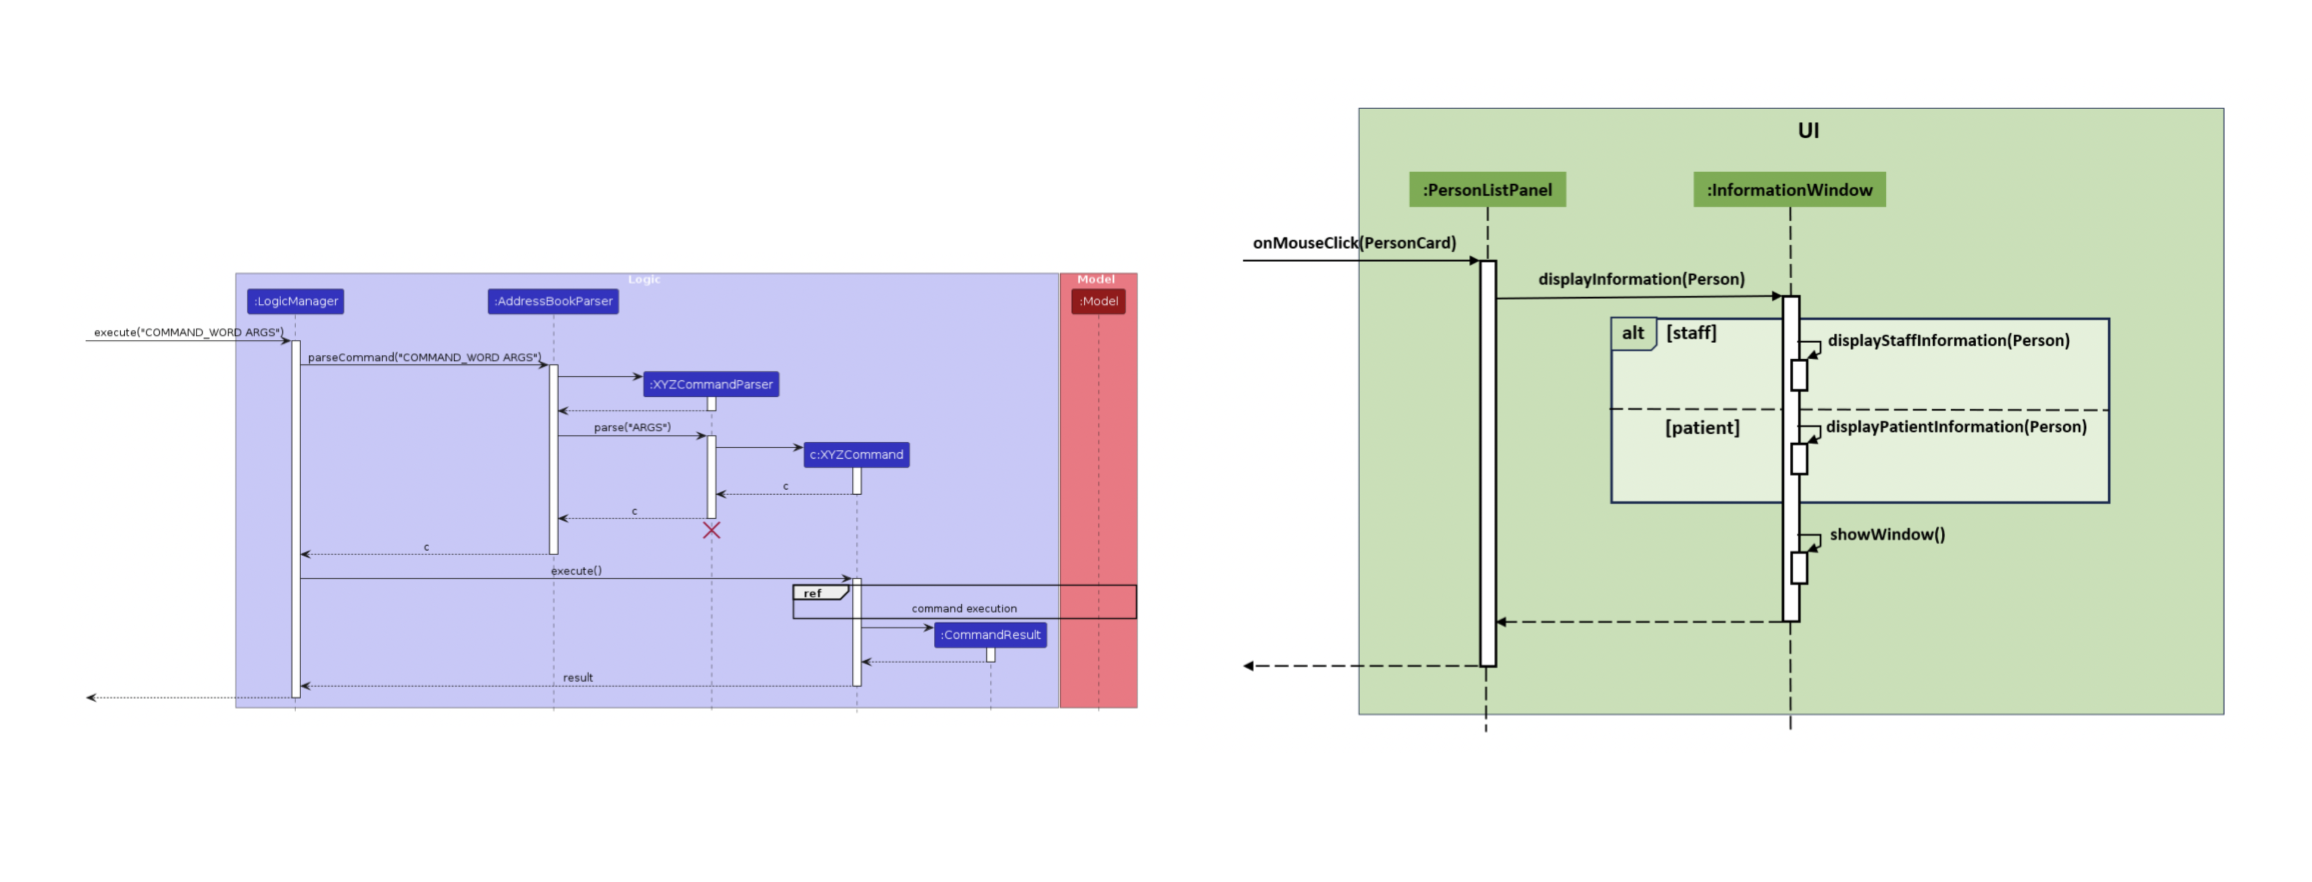 Logic
Model
:LogicManager
:AddressBookParser
:Model
execute("COMMAND_WORD ARGS")
parseCommand("COMMAND_WORD ARGS")
:XYZCommandParser
parse("ARGS")
c:XYZCommand
c
c
c
execute()
ref
command execution
:CommandResult
result
UI
:PersonListPanel
:InformationWindow
onMouseClick(PersonCard)
displayInformation(Person)
alt
[staff]
displayStaffInformation(Person)
[patient]
displayPatientInformation(Person)
showWindow()